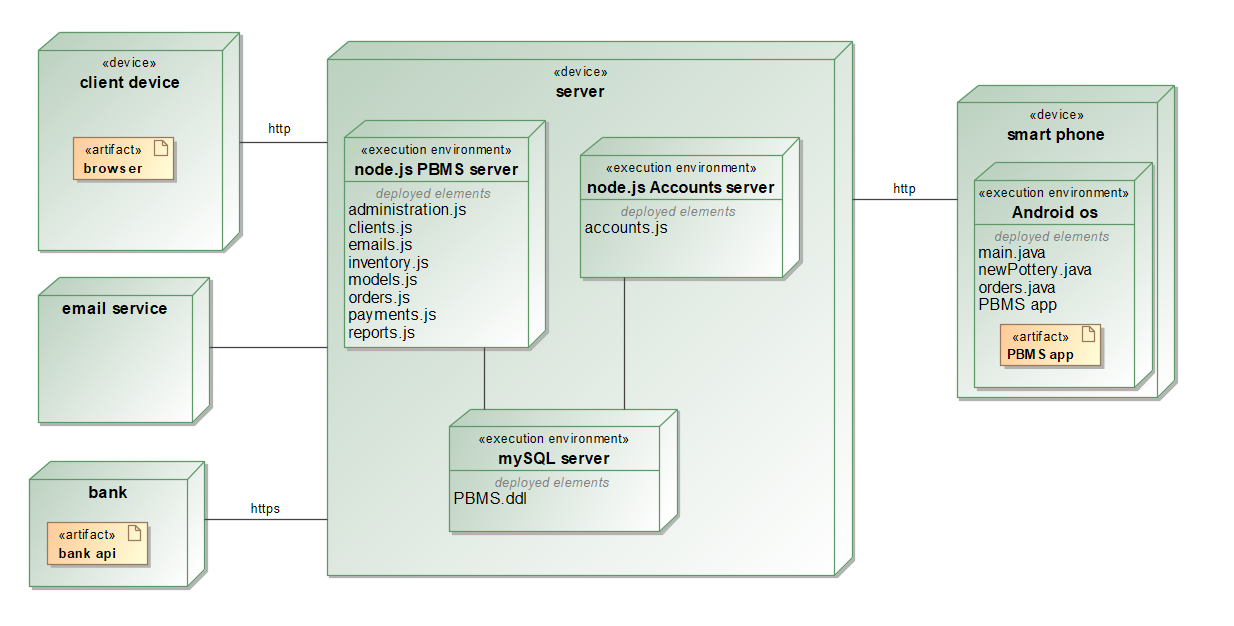 «device»
client device
«artifact»
browser
http
email service
bank
«artifact»
bank api
https
«device»
server
«execution environment»
node.js PBMS server
deployed elements
administration.js
clients.js
emails.js
inventory.js
models.js
orders.js
payments.js
reports.js
«execution environment»
node.js Accounts server
deployed elements
accounts.js
«execution environment»
mySQL server
deployed elements
PBMS.ddl
http
«device»
smart phone
«execution environment»
Android os
deployed elements
main.java
newPottery.java
orders.java
PBMS app
«artifact»
PBMS app